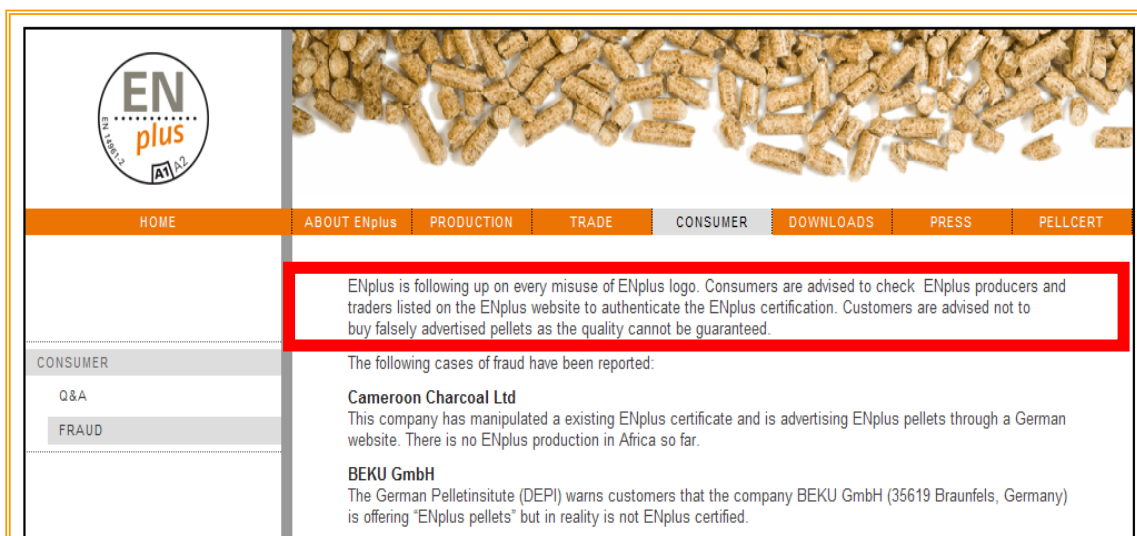 EN
plus
EN 14961-2
A1 A2
HOME
ABOUT ENplus
PRODUCTION
TRADE
CONSUMER
DOWNLOADS
PRESS
PELLCERT
ENplus is following up on every misuse of ENplus logo. Consumers are advised to check ENplus producers and
traders listed on the ENplus website to authenticate the ENplus certification. Customers are advised not to
buy falsely advertised pellets as the quality cannot be guaranteed.
CONSUMER
Q&A
FRAUD
The following cases of fraud have been reported:
Cameroon Charcoal Ltd
This company has manipulated a existing ENplus certificate and is advertising ENplus pellets through a German
website. There is no ENplus production in Africa so far.
BEKU GmbH
The German Pelletinsitute (DEPI) warns customers that the company BEKU GmbH (35619 Braunfels, Germany)
is offering “ENplus pellets” but in reality is not ENplus certified.